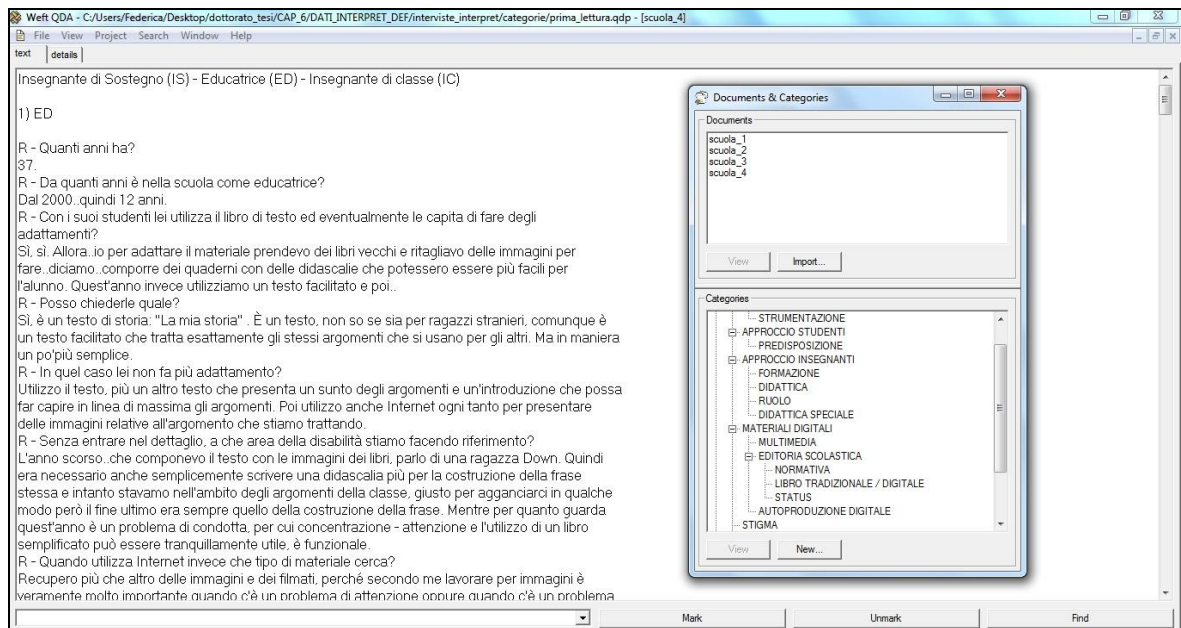 Weft QDA - C:/Users/Federica/Desktop/dottorato_tesi/CAP_6/DATI_INTERPRET_DEF/interviste_interpret/categorie/prima_lettura.qdp - [scuola_4]
File View Project Search Window Help
text details
Insegnante di Sostegno (IS) - Educatrice (ED) - Insegnante di classe (IC)
1) ED
R - Quanti anni ha?
37.
R - Da quanti anni è nella scuola come educatrice?
Dal 2000..quindi 12 anni.
R - Con i suoi studenti lei utilizza il libro di testo ed eventualmente le capita di fare degli
adattamenti?
Sì, sì. Allora..io per adattare il materiale prendevo dei libri vecchi e ritagliavo delle immagini per
fare..diciamo..comporre dei quaderni con delle didascalie che potessero essere più facili per
l'alunno. Quest'anno invece utilizziamo un testo facilitato e poi..
R - Posso chiederle quale?
Sì, è un testo di storia: "La mia storia" . È un testo, non so se sia per ragazzi stranieri, comunque è
un testo facilitato che tratta esattamente gli stessi argomenti che si usano per gli altri. Ma in maniera
un po'più semplice.
R - In quel caso lei non fa più adattamento?
Utilizzo il testo, più un altro testo che presenta un sunto degli argomenti e un'introduzione che possa
far capire in linea di massima gli argomenti. Poi utilizzo anche Internet ogni tanto per presentare
delle immagini relative all'argomento che stiamo trattando.
R - Senza entrare nel dettaglio, a che area della disabilità stiamo facendo riferimento?
L'anno scorso..che componevo il testo con le immagini dei libri, parlo di una ragazza Down. Quindi
era necessario anche semplicemente scrivere una didascalia più per la costruzione della frase
stessa e intanto stavamo nell'ambito degli argomenti della classe, giusto per agganciarci in qualche
modo però il fine ultimo era sempre quello della costruzione della frase. Mentre per quanto guarda
quest'anno è un problema di condotta, per cui concentrazione - attenzione e l'utilizzo di un libro
semplificato può essere tranquillamente utile, è funzionale.
R - Quando utilizza Internet invece che tipo di materiale cerca?
Recupero più che altro delle immagini e dei filmati, perché secondo me lavorare per immagini è
veramente molto importante quando c'è un problema di attenzione oppure quando c'è un problema
Documents & Categories
Documents
scuola_1
scuola_2
scuola_3
scuola_4
View Import...
Categories
STRUMENTAZIONE
APPROCCIO STUDENTI
PREDISPOSIZIONE
APPROCCIO INSEGNANTI
FORMAZIONE
DIDATTICA
RUOLO
DIDATTICA SPECIALE
MATERIALI DIGITALI
MULTIMEDIA
EDITORIA SCOLASTICA
NORMATIVA
LIBRO TRADIZIONALE / DIGITALE
STATUS
AUTOPRODUZIONE DIGITALE
STIGMA
View New...
Mark Unmark Find